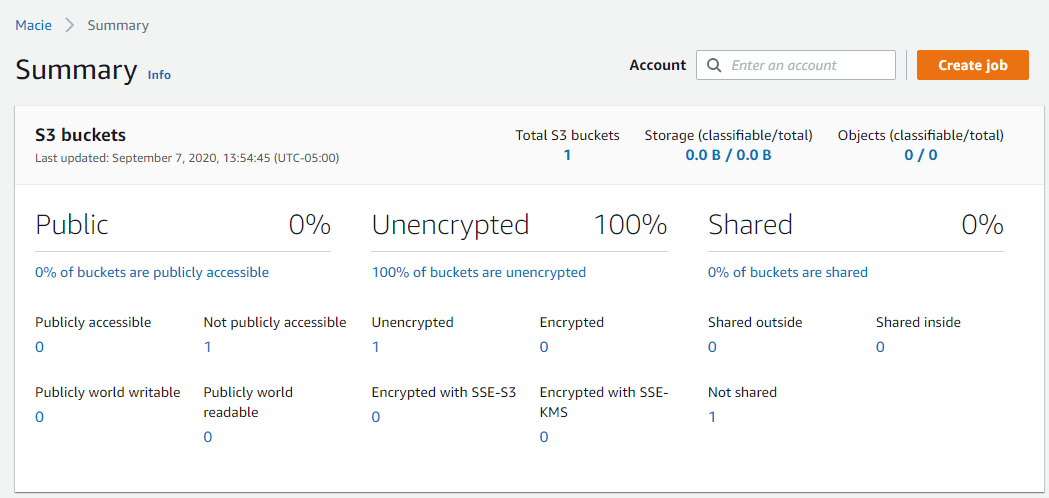 Macie > Summary
Summary Info
Account Enter an account Create job
S3 buckets
Last updated: September 7, 2020, 13:54:45 (UTC-05:00)
Total S3 buckets Storage (classifiable/total) Objects (classifiable/total)
1 0.0 B / 0.0 B 0 / 0
Public 0% Unencrypted 100% Shared 0%
0% of buckets are publicly accessible 100% of buckets are unencrypted 0% of buckets are shared
Publicly accessible Not publicly accessible Unencrypted Encrypted Shared outside Shared inside
0 1 1 0 0 0
Publicly world writable Publicly world readable Encrypted with SSE-S3 Encrypted with SSE-KMS Not shared
0 0 0 0 1